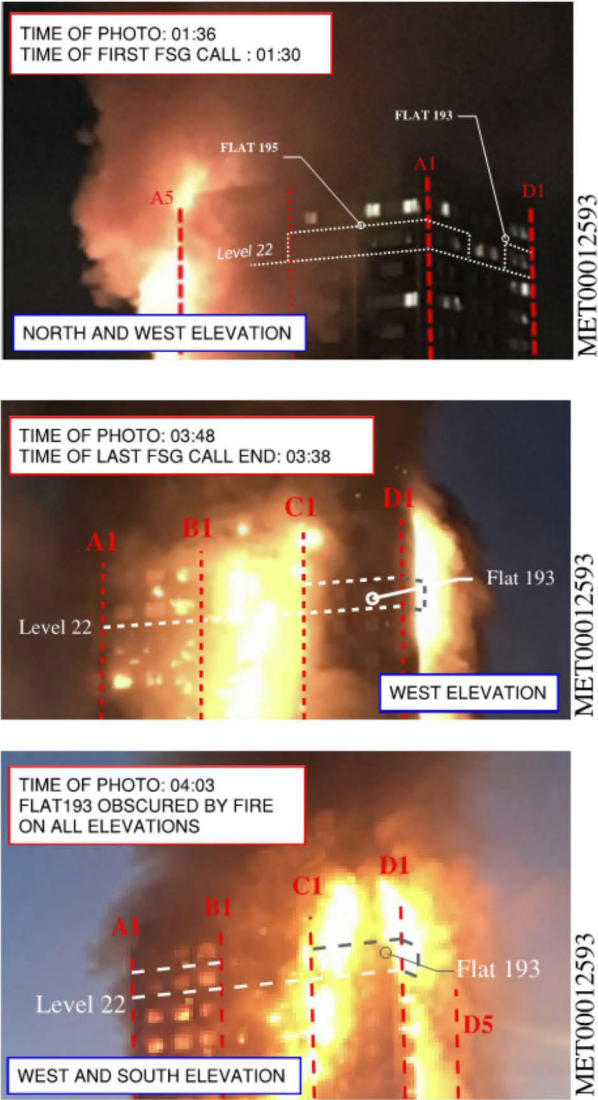 TIME OF PHOTO: 01:36
TIME OF FIRST FSG CALL : 01:30
FLAT 193
FLAT 195
A1
A5
D1
Level 22
NORTH AND WEST ELEVATION
MET00012593
TIME OF PHOTO: 03:48
TIME OF LAST FSG CALL END: 03:38
D1
C1
B1
A1
Flat 193
Level 22
WEST ELEVATION
MET00012593
TIME OF PHOTO: 04:03
FLAT193 OBSCURED BY FIRE
ON ALL ELEVATIONS
D1
C1
B1
A1
Flat 193
Level 22
D5
WEST AND SOUTH ELEVATION
MET00012593